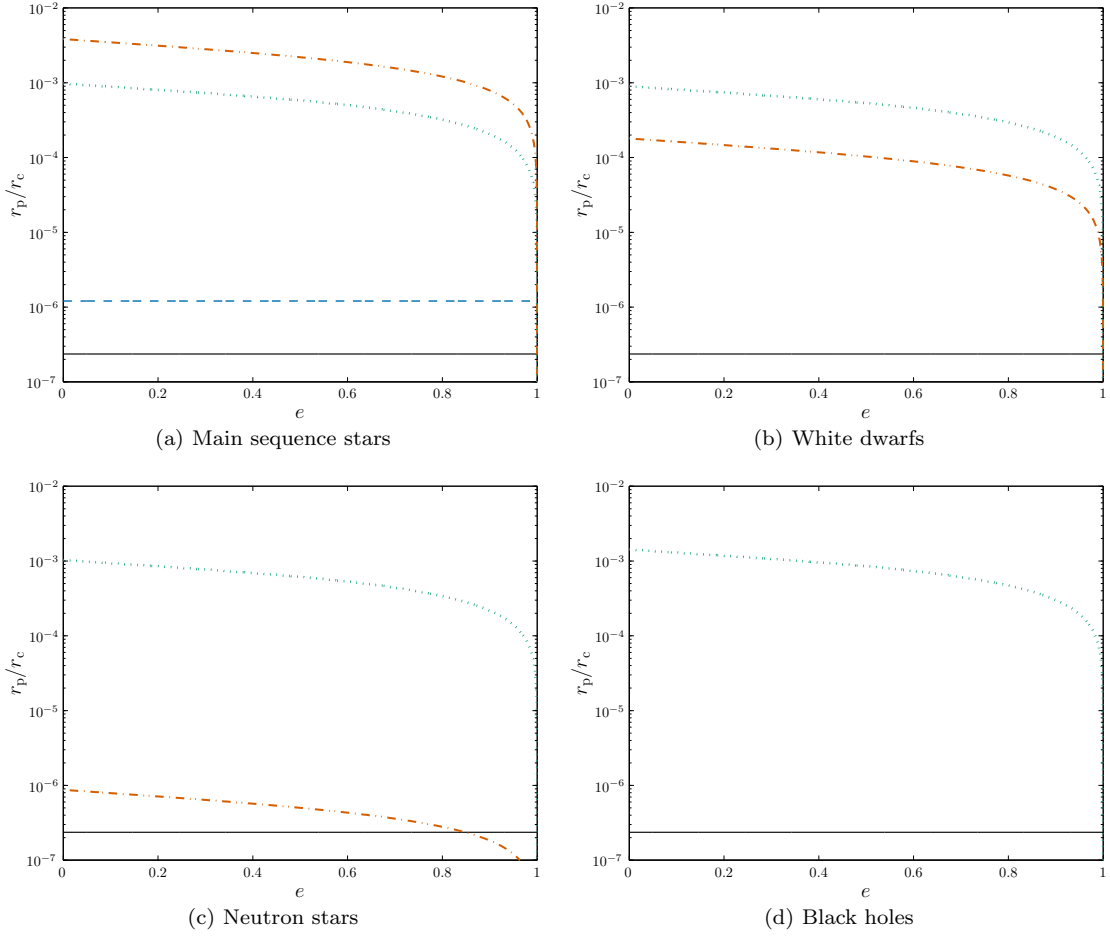 10⁻²
10⁻³
10⁻⁴
10⁻⁵
10⁻⁶
10⁻⁷
r_p/r_c
0 0.2 0.4 0.6 0.8 1
e
(a) Main sequence stars
10⁻²
10⁻³
10⁻⁴
10⁻⁵
10⁻⁶
10⁻⁷
r_p/r_c
0 0.2 0.4 0.6 0.8 1
e
(b) White dwarfs
10⁻²
10⁻³
10⁻⁴
10⁻⁵
10⁻⁶
10⁻⁷
r_p/r_c
0 0.2 0.4 0.6 0.8 1
e
(c) Neutron stars
10⁻²
10⁻³
10⁻⁴
10⁻⁵
10⁻⁶
10⁻⁷
r_p/r_c
0 0.2 0.4 0.6 0.8 1
e
(d) Black holes